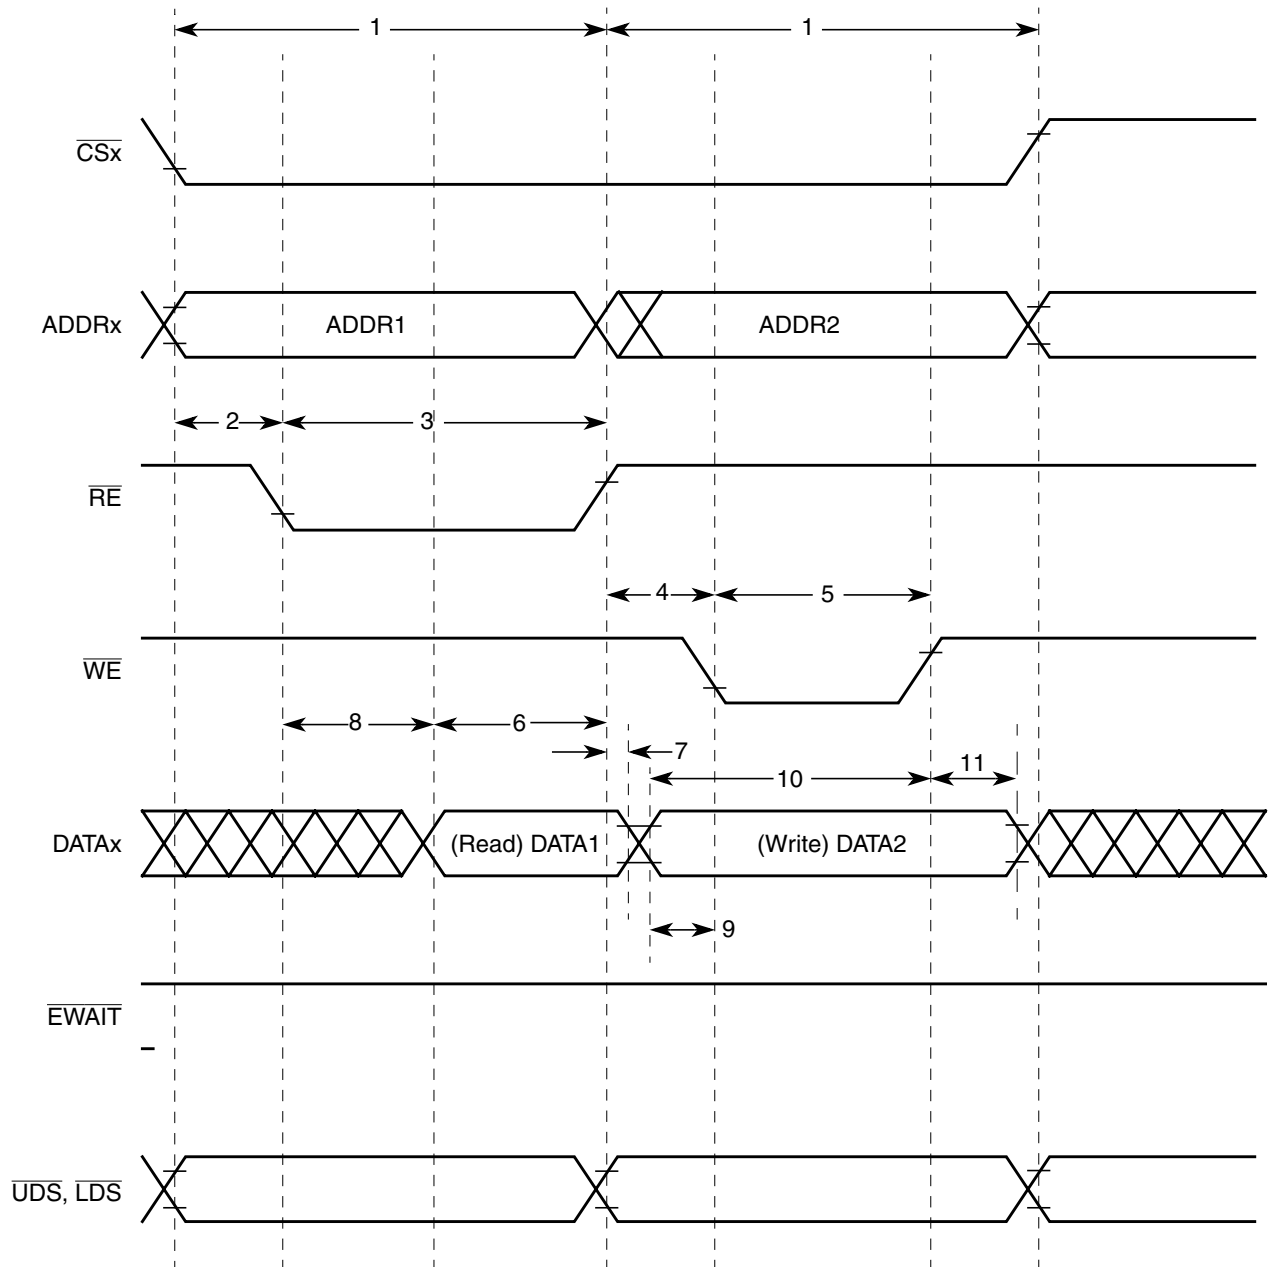 1 1
CSx
ADDRx ADDR1 ADDR2
2 3
RE
4 5
WE
8 6
7
10 11
DATAx (Read) DATA1 (Write) DATA2
9
EWAIT
UDS, LDS